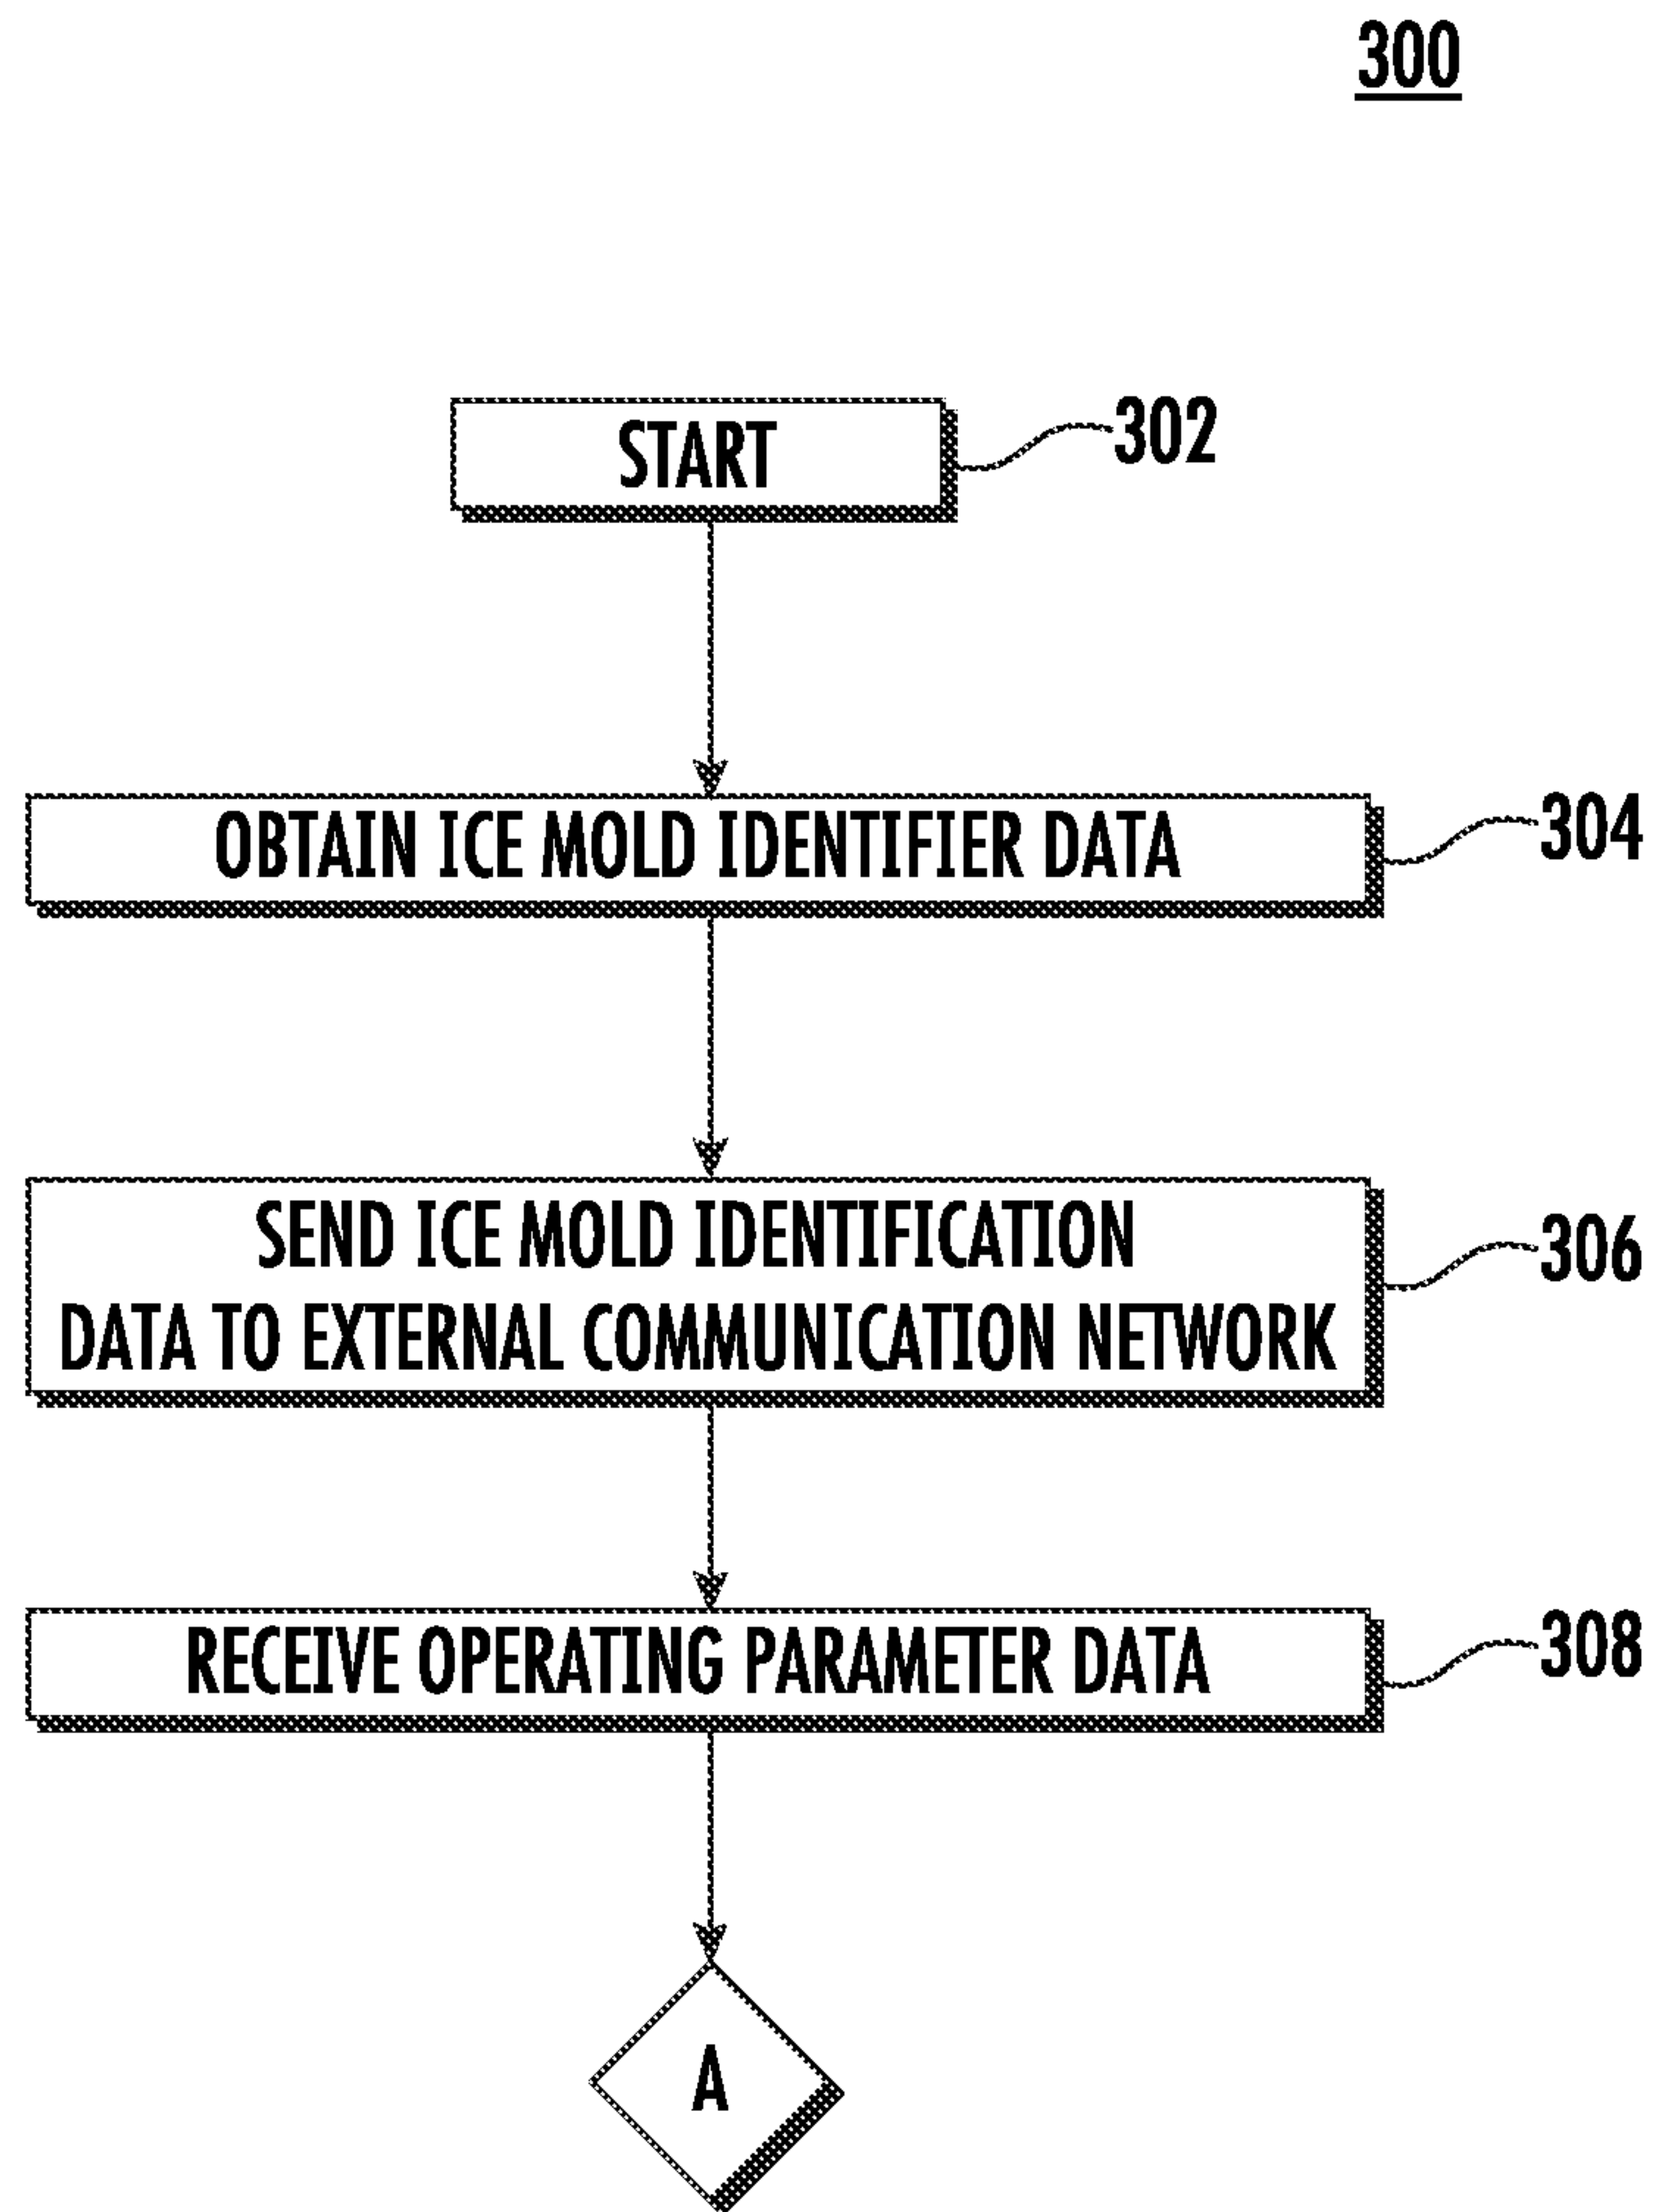 300
START
302
OBTAIN ICE MOLD IDENTIFIER DATA
304
SEND ICE MOLD IDENTIFICATION
DATA TO EXTERNAL COMMUNICATION NETWORK
306
RECEIVE OPERATING PARAMETER DATA
308
A